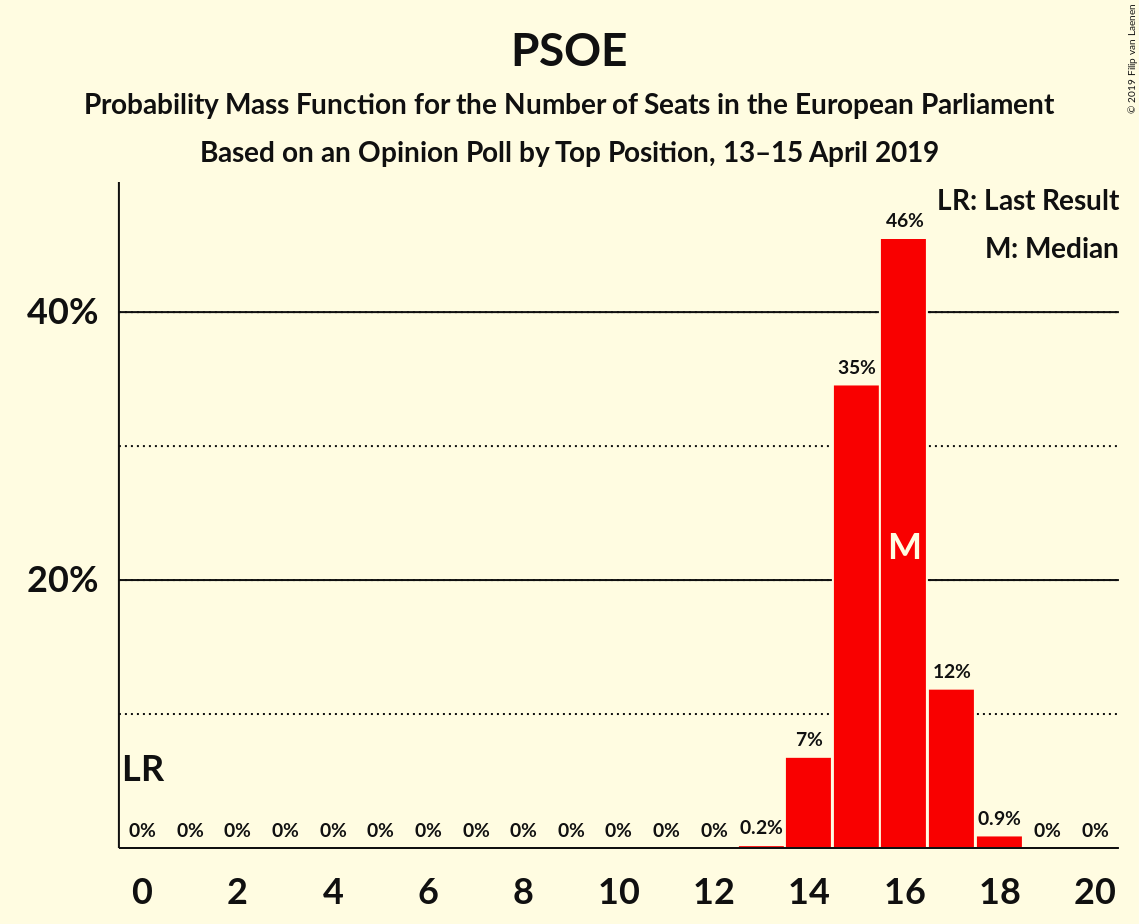 © 2019 Filip van Laenen
PSOE
Probability Mass Function for the Number of Seats in the European Parliament
Based on an Opinion Poll by Top Position, 13–15 April 2019
LR: Last Result
M: Median
46%
40%
35%
M
20%
12%
7%
LR
0% 0% 0% 0% 0% 0% 0% 0% 0% 0% 0% 0% 0% 0.2% 0.9% 0% 0%
0 2 4 6 8 10 12 14 16 18 20